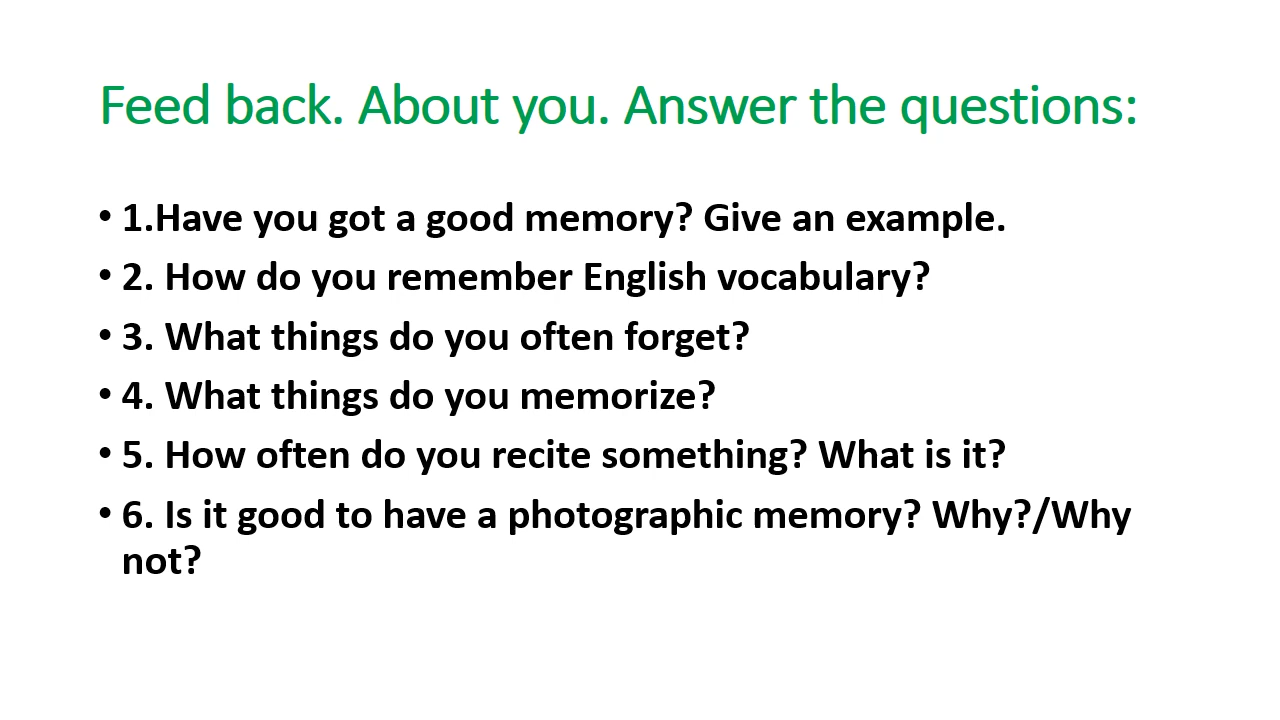 Feed back. About you. Answer the questions:
• 1.Have you got a good memory? Give an example.
• 2. How do you remember English vocabulary?
• 3. What things do you often forget?
• 4. What things do you memorize?
• 5. How often do you recite something? What is it?
• 6. Is it good to have a photographic memory? Why?/Why
not?